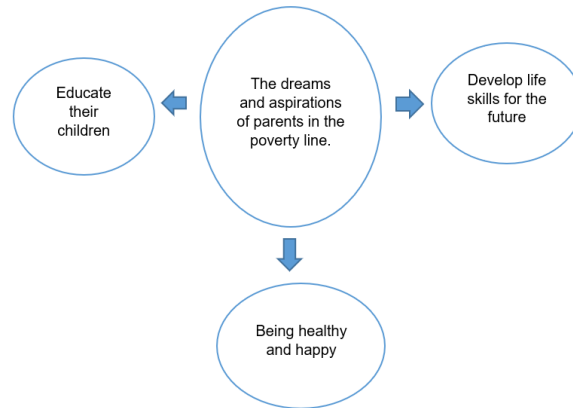 The dreams
and aspirations
of parents in the
poverty line.
Educate
their
children
Develop life
skills for the
future
Being healthy
and happy